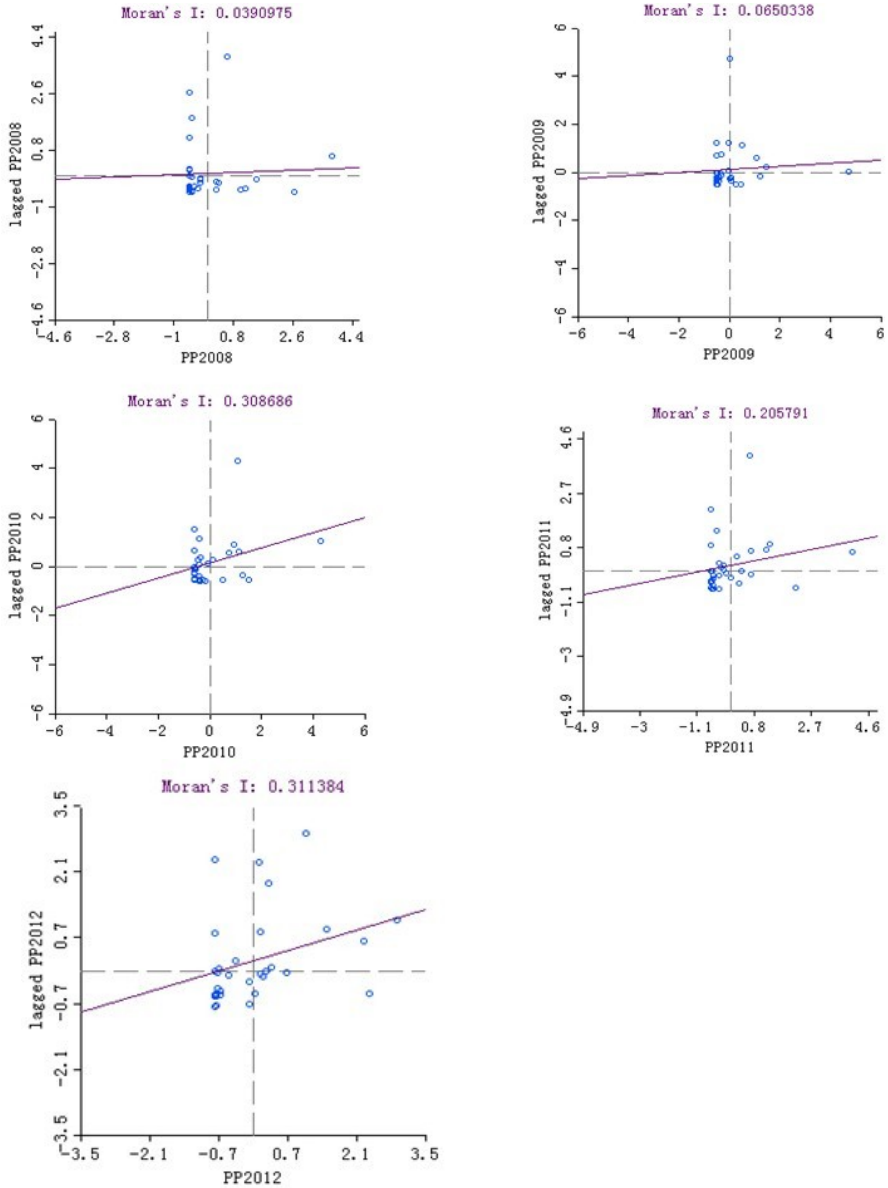 Moran's I: 0.0390975
lagged PP2008
4.4
2.6
0.8
-1
-2.8
-4.6
-4.6 -2.8 -1 0.8 2.6 4.4
PP2008
Moran's I: 0.0650338
lagged PP2009
6
4
2
0
-2
-4
-6
-6 -4 -2 0 2 4 6
PP2009
Moran's I: 0.308686
lagged PP2010
6
4
2
0
-2
-4
-6
-6 -4 -2 0 2 4 6
PP2010
Moran's I: 0.205791
lagged PP2011
4.6
2.7
0.8
-1.1
-3
-4.9
-4.9 -3 -1.1 0.8 2.7 4.6
PP2011
Moran's I: 0.311384
lagged PP2012
3.5
2.1
0.7
-0.7
-2.1
-3.5
-3.5 -2.1 -0.7 0.7 2.1 3.5
PP2012